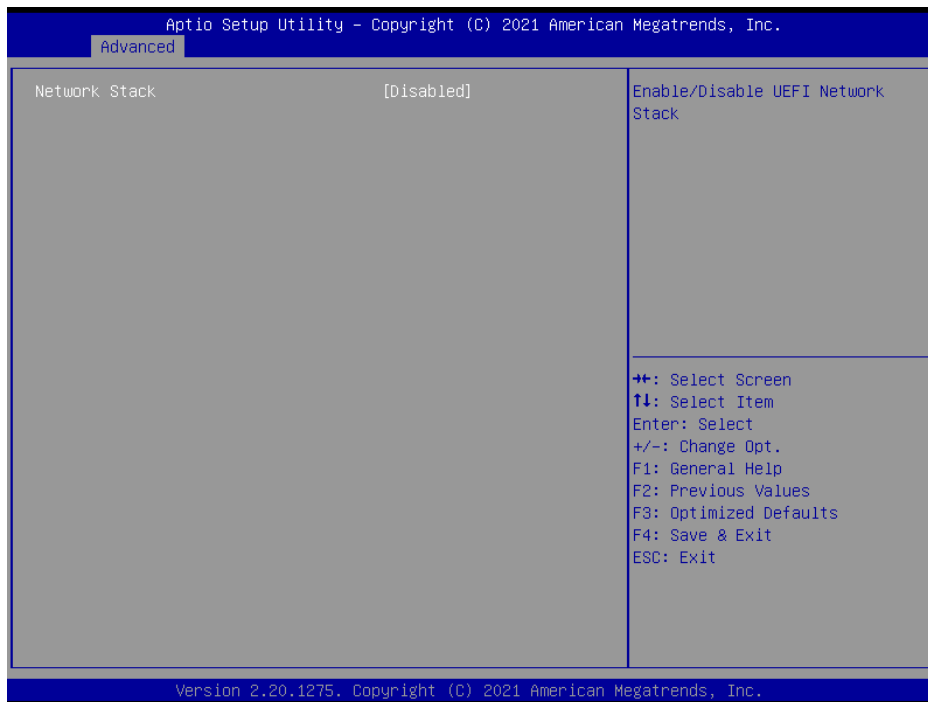 Aptio Setup Utility – Copyright (C) 2021 American Megatrends, Inc.
Advanced
Network Stack [Disabled]
Enable/Disable UEFI Network
Stack
→←: Select Screen
↑↓: Select Item
Enter: Select
+/-: Change Opt.
F1: General Help
F2: Previous Values
F3: Optimized Defaults
F4: Save & Exit
ESC: Exit
Version 2.20.1275. Copyright (C) 2021 American Megatrends, Inc.